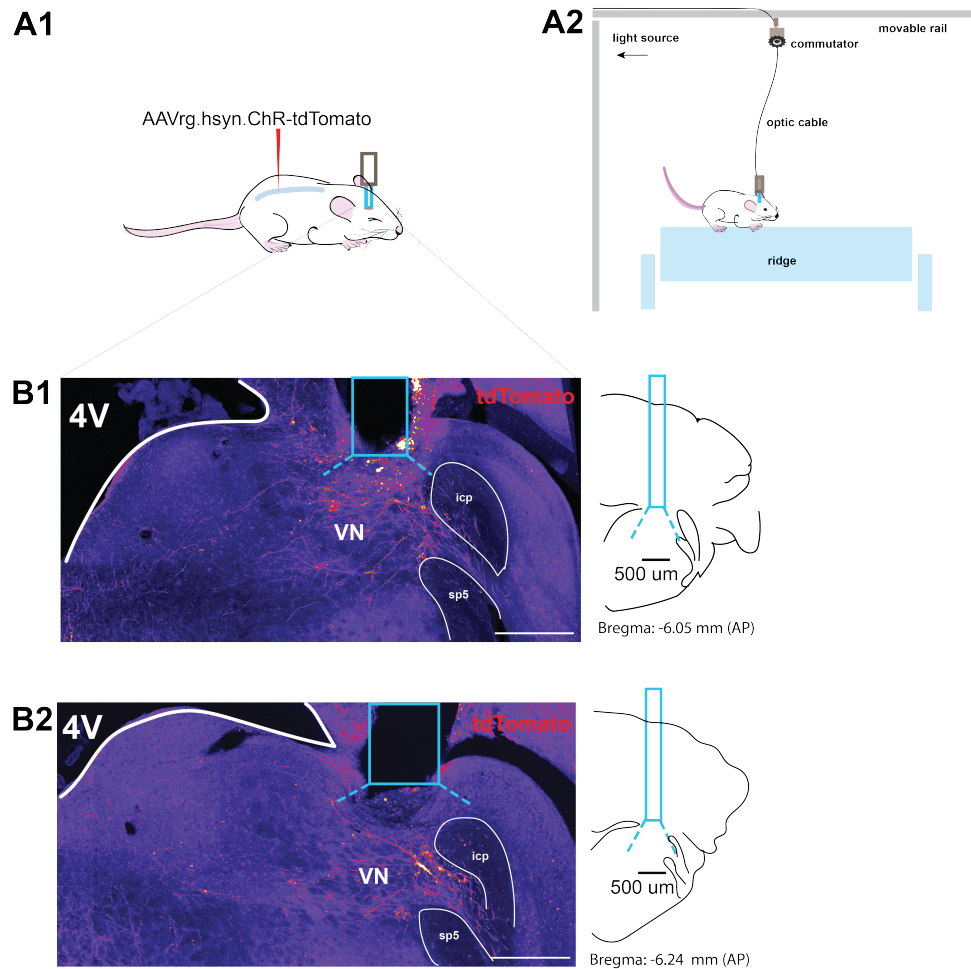 A1
AAVrg.hsyn.ChR-tdTomato
A2
movable rail
light source
commutator
optic cable
ridge
B1
4V
tdTomato
icp
VN
sp5
500 um
Bregma: -6.05 mm (AP)
B2
4V
tdTomato
icp
VN
sp5
500 um
Bregma: -6.24 mm (AP)